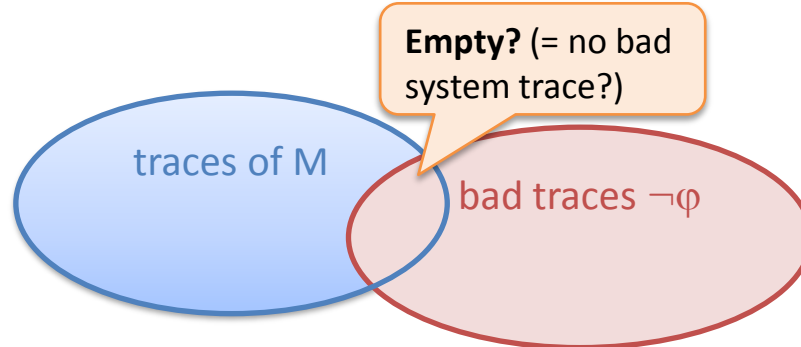 Empty? (= no bad
system trace?)
traces of M
bad traces ¬φ